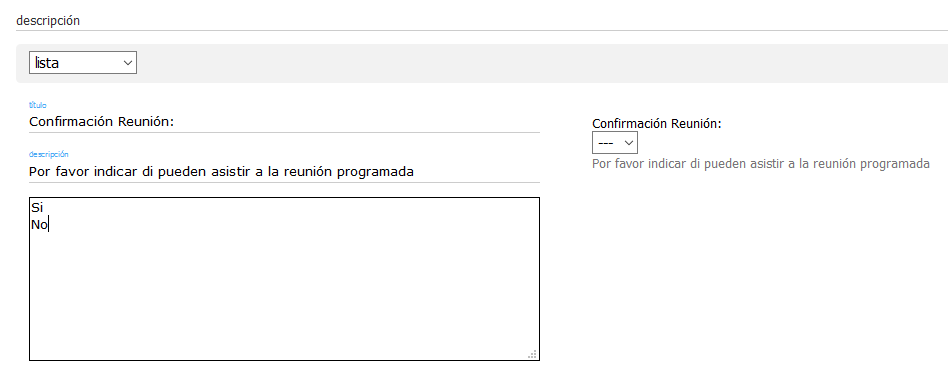 descripción
lista
título
Confirmación Reunión:
descripción
Por favor indicar di pueden asistir a la reunión programada
Si
No
Confirmación Reunión:
---
Por favor indicar di pueden asistir a la reunión programada